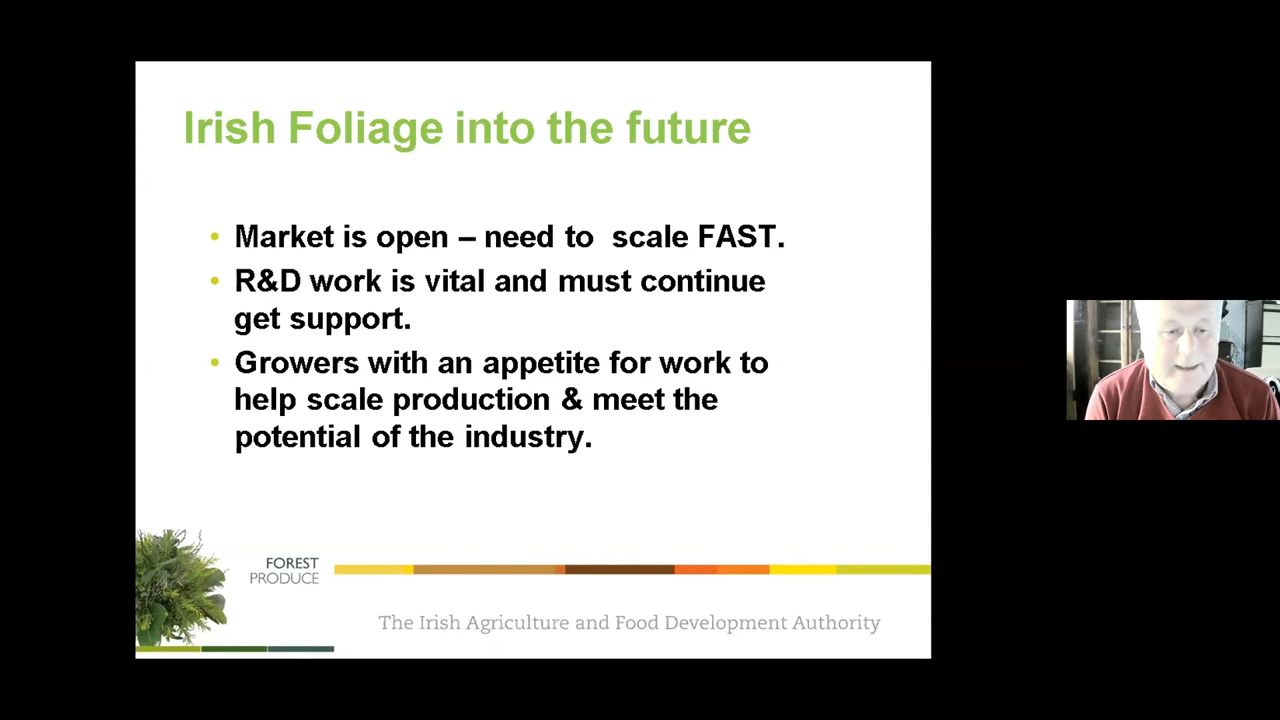 Irish Foliage into the future
• Market is open – need to scale FAST.
• R&D work is vital and must continue
get support.
• Growers with an appetite for work to
help scale production & meet the
potential of the industry.
FOREST
PRODUCE
The Irish Agriculture and Food Development Authority